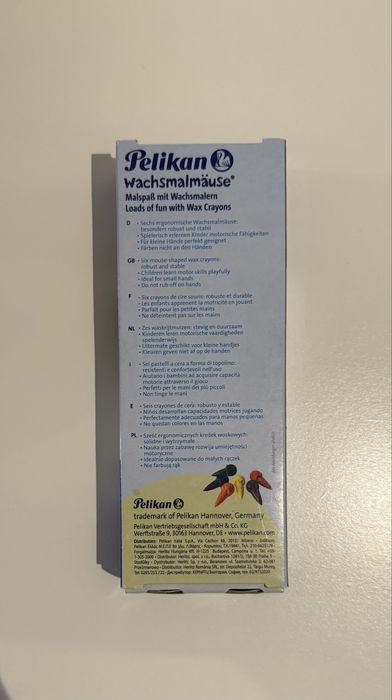 Pelikan
Wachsmalmäuse®
Malspaß mit Wachsmalern
Loads of fun with Wax Crayons
D • Sechs ergonomische Wachsmalmäuse:
besonders robust und stabil
• Spielerisch erlernen Kinder motorische Fähigkeiten
• Für kleine Hände perfekt geeignet
• Färben nicht an den Händen
GB • Six mouse-shaped wax crayons:
robust and stable
• Children learn motor skills playfully
• Ideal for small hands
• Do not rub off on hands
F • Six crayons de cire souris: robuste et durable
• Les enfants apprennent la motricité en jouant
• Parfait pour les petites mains
• Ne déteintent pas sur les mains
NL • Zes waskrijtmuizen: stevig en duurzaam
• Kinderen leren motorische vaardigheden
spelenderwijs
• Uitermate geschikt voor kleine handjes
• Kleuren geven niet af op de handen
I • Sei pastelli a cera a forma di topolino:
resistenti e confortevoli nell'uso
• Aiutano i bambini ad acquisire capacità
motorie attraverso il gioco
• Perfetti per le mani dei più piccoli
• Non tinge le mani
E • Seis crayones de cera: robusto y estable
• Niños desarrollan capacidades motrices jugando
• Perfectamente adecuados para manos pequeñas
• No quedan colores en las manos
PL • Sześć ergonomicznych kredek woskowych:
solidne i wytrzymałe
• Nauka przez zabawę rozwija umiejętności
motoryczne
• Idealnie dopasowane do małych rączek
• Nie farbują rąk
Pelikan
trademark of Pelikan Hannover, Germany
Pelikan Vertriebsgesellschaft mbH & Co. KG
Werftstraße 9, 30163 Hannover, DE • www.pelikan.com